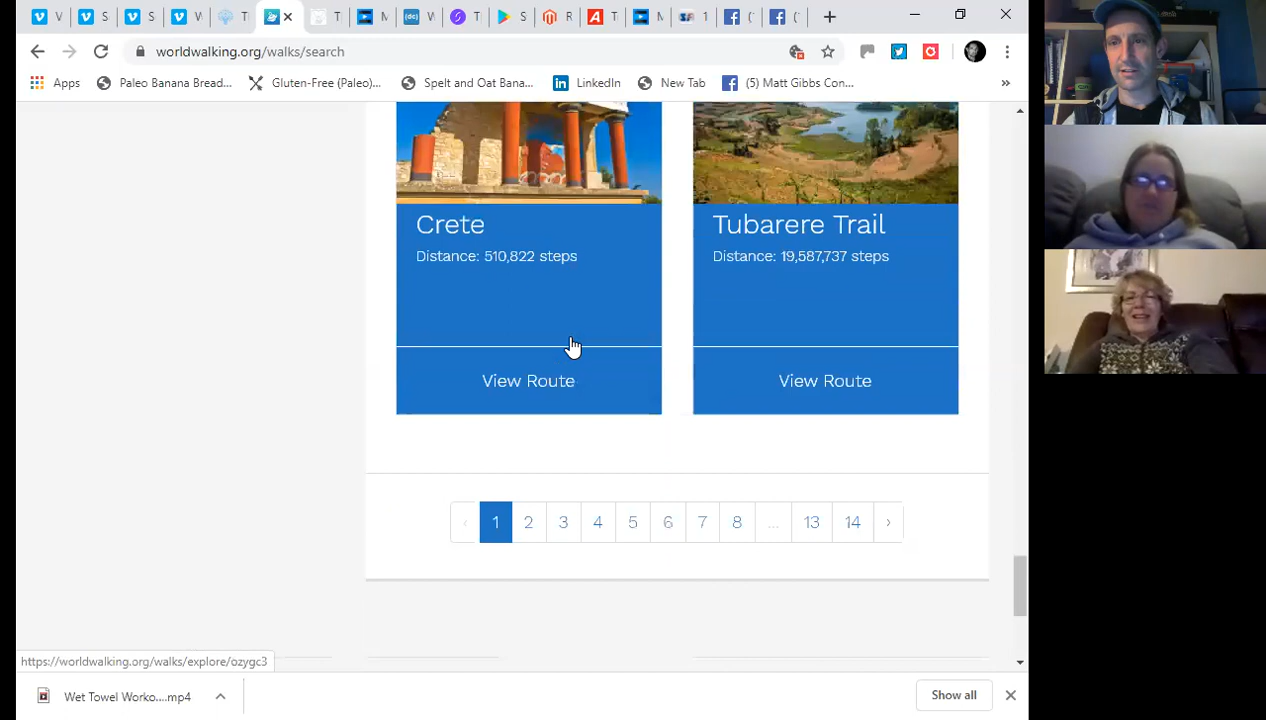 V S S V T M (dc) V T S R T M 1 ( (
worldwalking.org/walks/search
Apps Paleo Banana Bread... Gluten-Free (Paleo)... Spelt and Oat Bana... LinkedIn New Tab (5) Matt Gibbs Con... »
Crete Tubarere Trail
Distance: 510,822 steps Distance: 19,587,737 steps
View Route View Route
‹ 1 2 3 4 5 6 7 8 ... 13 14 ›
https://worldwalking.org/walks/explore/ozygc3
Wet Towel Worko....mp4 Show all